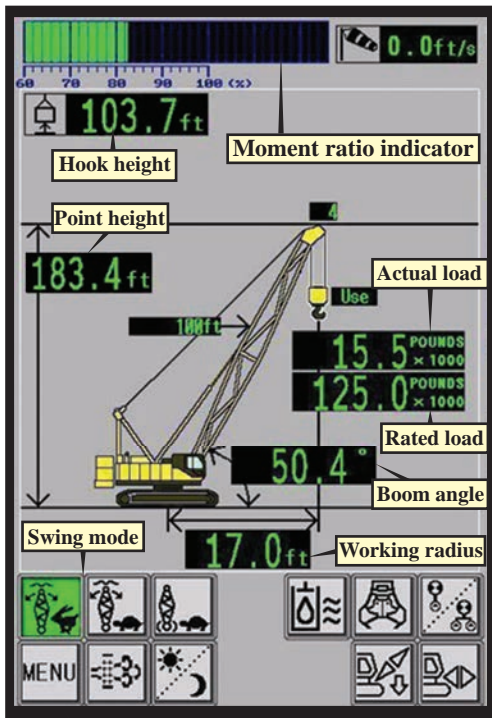 0.0ft/s
60 70 80 90 100 (%)
103.7ft
Moment ratio indicator
Hook height
4
Point height
183.4ft
Actual load
Use
100ft
15.5 POUNDS × 1000
125.0 POUNDS × 1000
Rated load
50.4°
Boom angle
Swing mode
17.0ft
Working radius
MENU